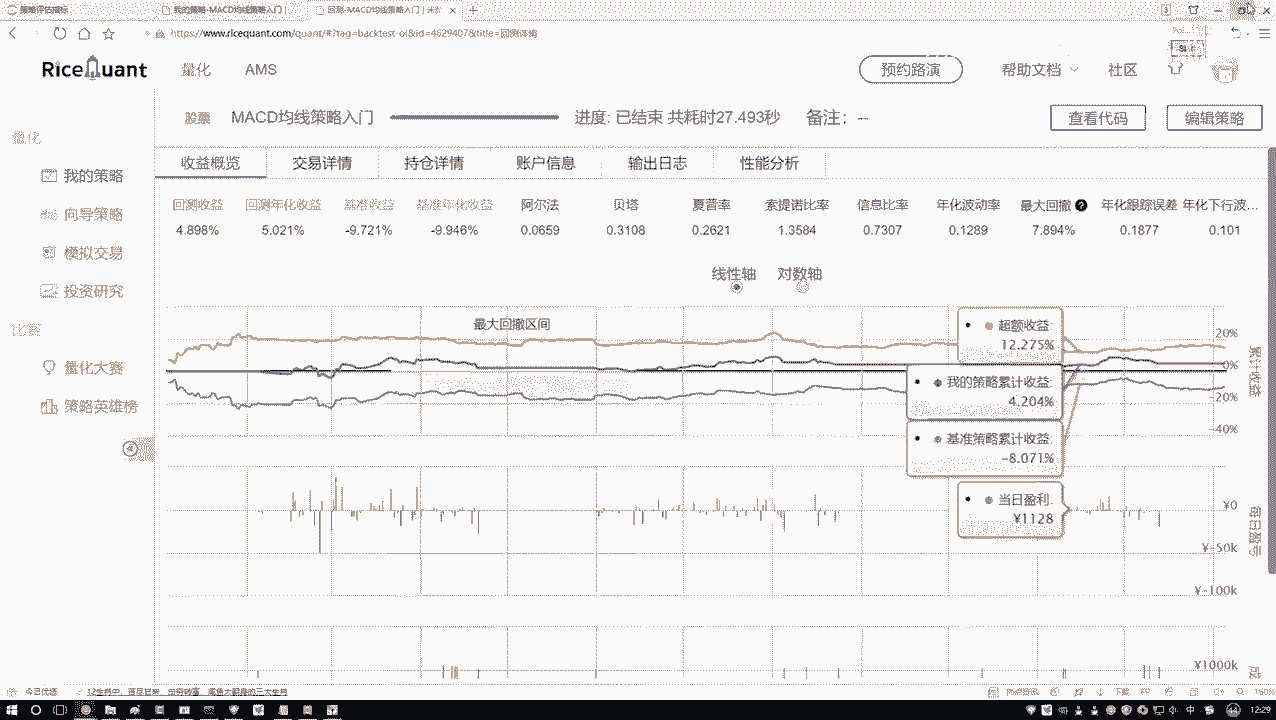 策略评估指标
我的策略-MACD均线策略入门
回测-MACD均线策略入门
https://www.ricequant.com/quant/#?tag=backtest-ol&id=4629407&title=回测详情
RiceQuant
量化
AMS
预约路演
帮助文档
社区
股票
MACD均线策略入门
进度: 已结束 共耗时27.493秒
备注: --
查看代码
编辑策略
量化
我的策略
向导策略
模拟交易
投资研究
比赛
量化大赛
策略英雄榜
收益概览 交易详情 持仓详情 账户信息 输出日志 性能分析
回测收益 回测年化收益 基准收益 基准年化收益 阿尔法 贝塔 夏普率 索提诺比率 信息比率 年化波动率 最大回撤 年化跟踪误差 年化下行波...
4.898% 5.021% -9.721% -9.946% 0.0659 0.3108 0.2621 1.3584 0.7307 0.1289 7.894% 0.1877 0.101
线性轴 对数轴
最大回撤区间
超额收益:
12.275%
我的策略累计收益:
4.204%
基准策略累计收益:
-8.071%
当日盈利:
¥1128
20%
0%
-20%
-40%
累计收益
¥0
¥-50k
¥-100k
每日盈亏
¥1000k
今日优选
下载
160%
中
12:29